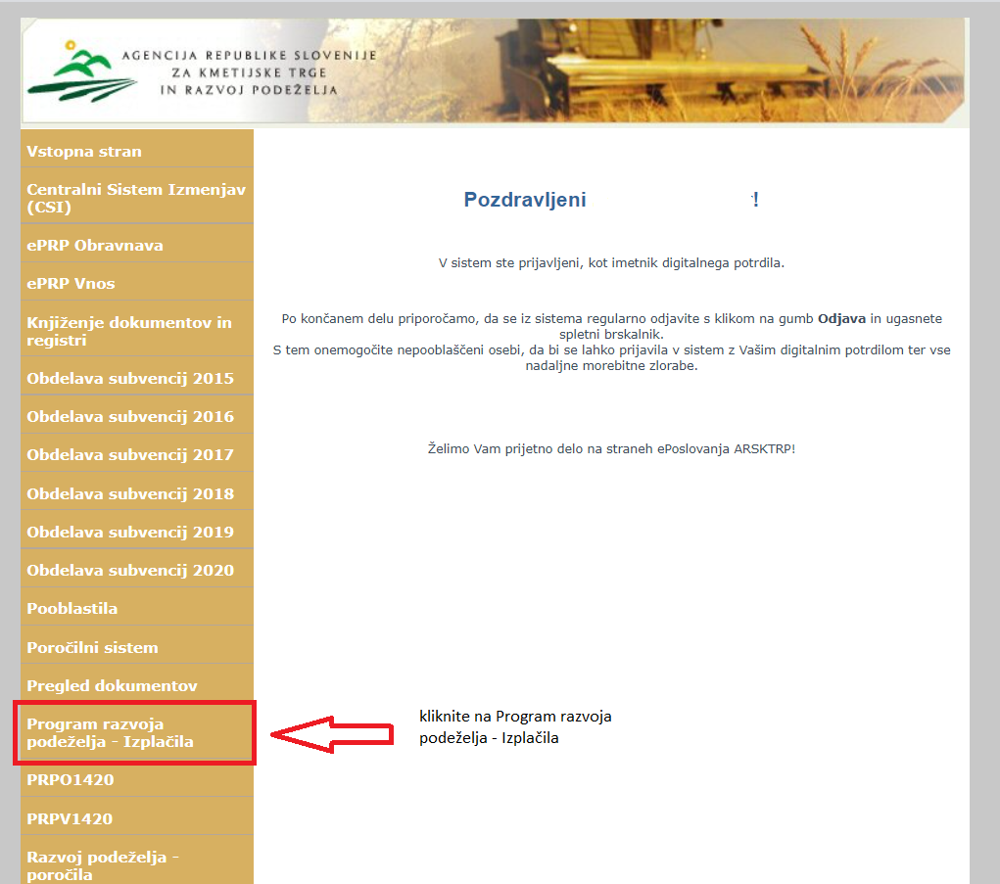 AGENCIJA REPUBLIKE SLOVENIJE
ZA KMETIJSKE TRGE
IN RAZVOJ PODEŽELJA
Vstopna stran
Centralni Sistem Izmenjav
(CSI)
ePRP Obravnava
ePRP Vnos
Knjiženje dokumentov in
registri
Obdelava subvencij 2015
Obdelava subvencij 2016
Obdelava subvencij 2017
Obdelava subvencij 2018
Obdelava subvencij 2019
Obdelava subvencij 2020
Pooblastila
Poročilni sistem
Pregled dokumentov
Program razvoja
podeželja - Izplačila
PRPO1420
PRPV1420
Razvoj podeželja -
poročila
Pozdravljeni !
V sistem ste prijavljeni, kot imetnik digitalnega potrdila.
Po končanem delu priporočamo, da se iz sistema regularno odjavite s klikom na gumb Odjava in ugasnete
spletni brskalnik.
S tem onemogočite nepooblaščeni osebi, da bi se lahko prijavila v sistem z Vašim digitalnim potrdilom ter vse
nadaljne morebitne zlorabe.
Želimo Vam prijetno delo na straneh ePoslovanja ARSKTRP!
kliknite na Program razvoja
podeželja - Izplačila